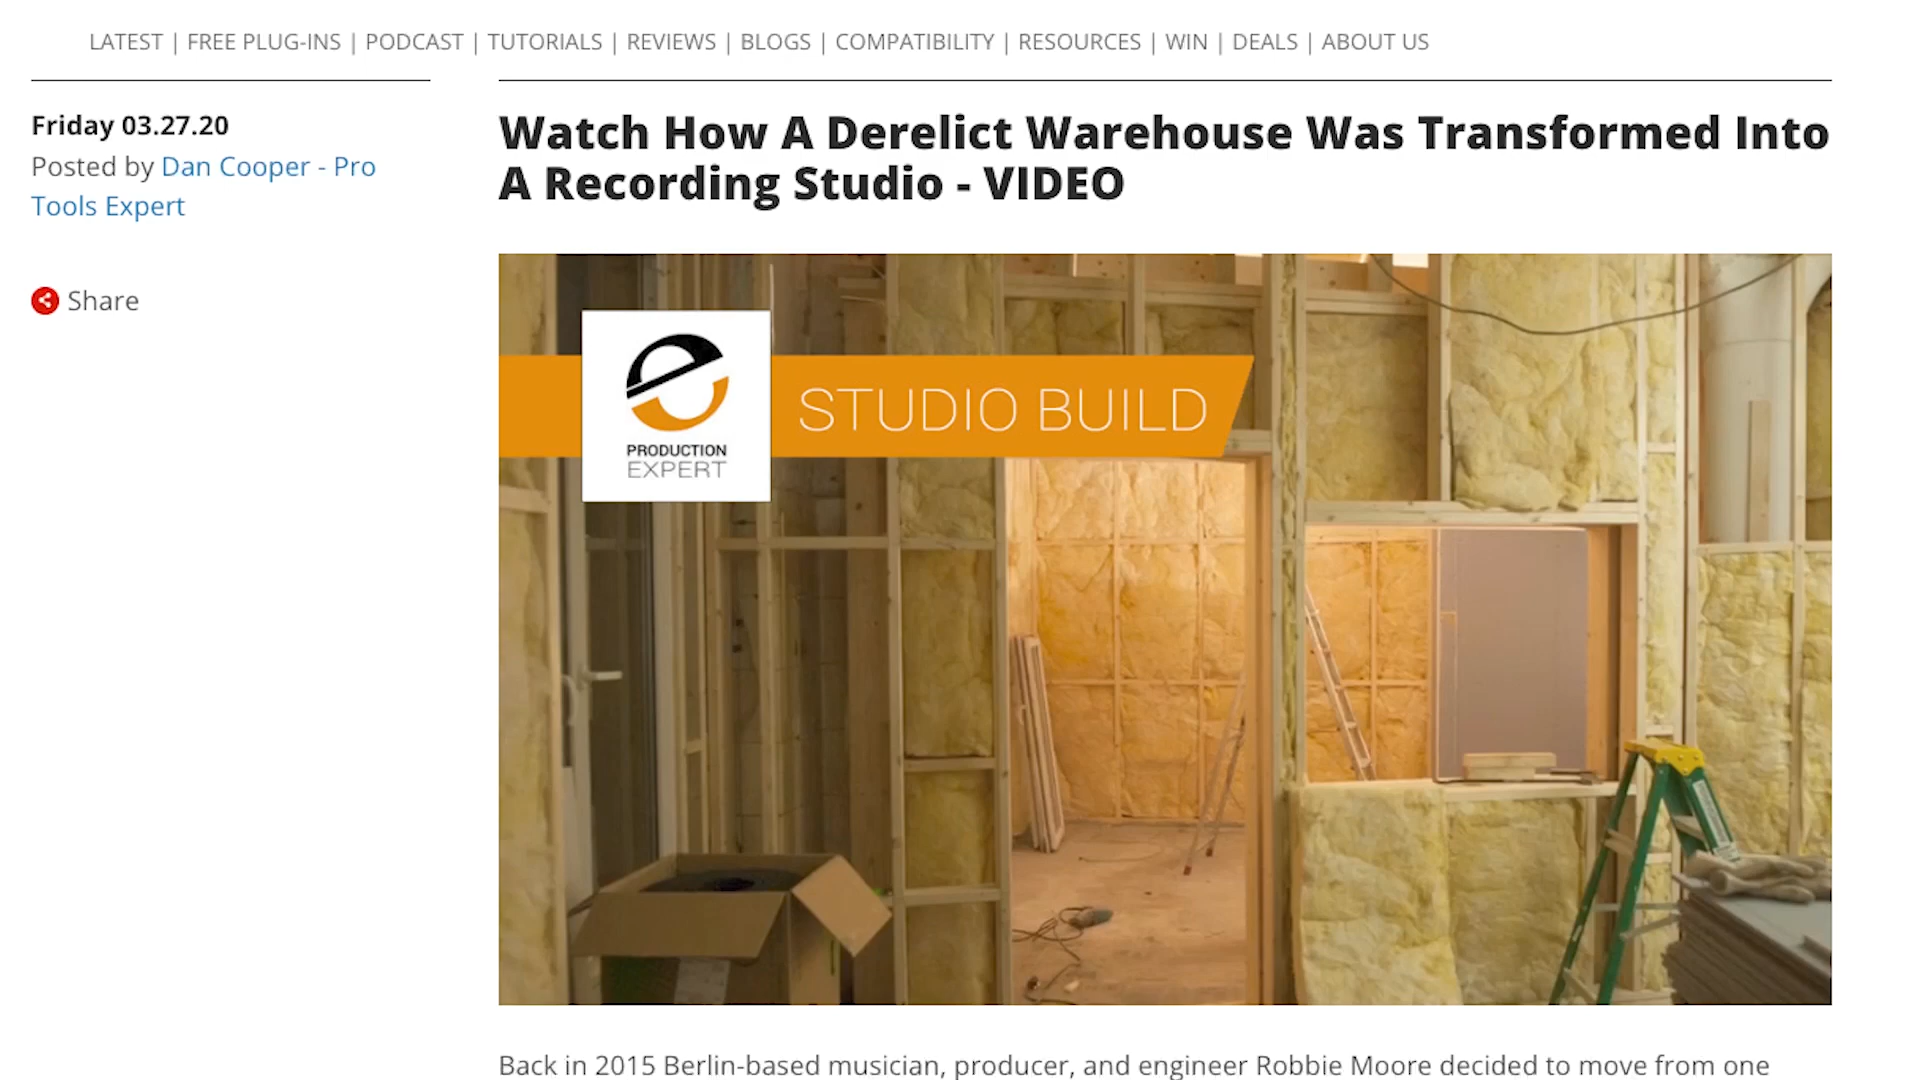 LATEST | FREE PLUG-INS | PODCAST | TUTORIALS | REVIEWS | BLOGS | COMPATIBILITY | RESOURCES | WIN | DEALS | ABOUT US
Friday 03.27.20
Posted by Dan Cooper - Pro
Tools Expert
Share
Watch How A Derelict Warehouse Was Transformed Into
A Recording Studio - VIDEO
STUDIO BUILD
PRODUCTION
EXPERT
Back in 2015 Berlin-based musician, producer, and engineer Robbie Moore decided to move from one